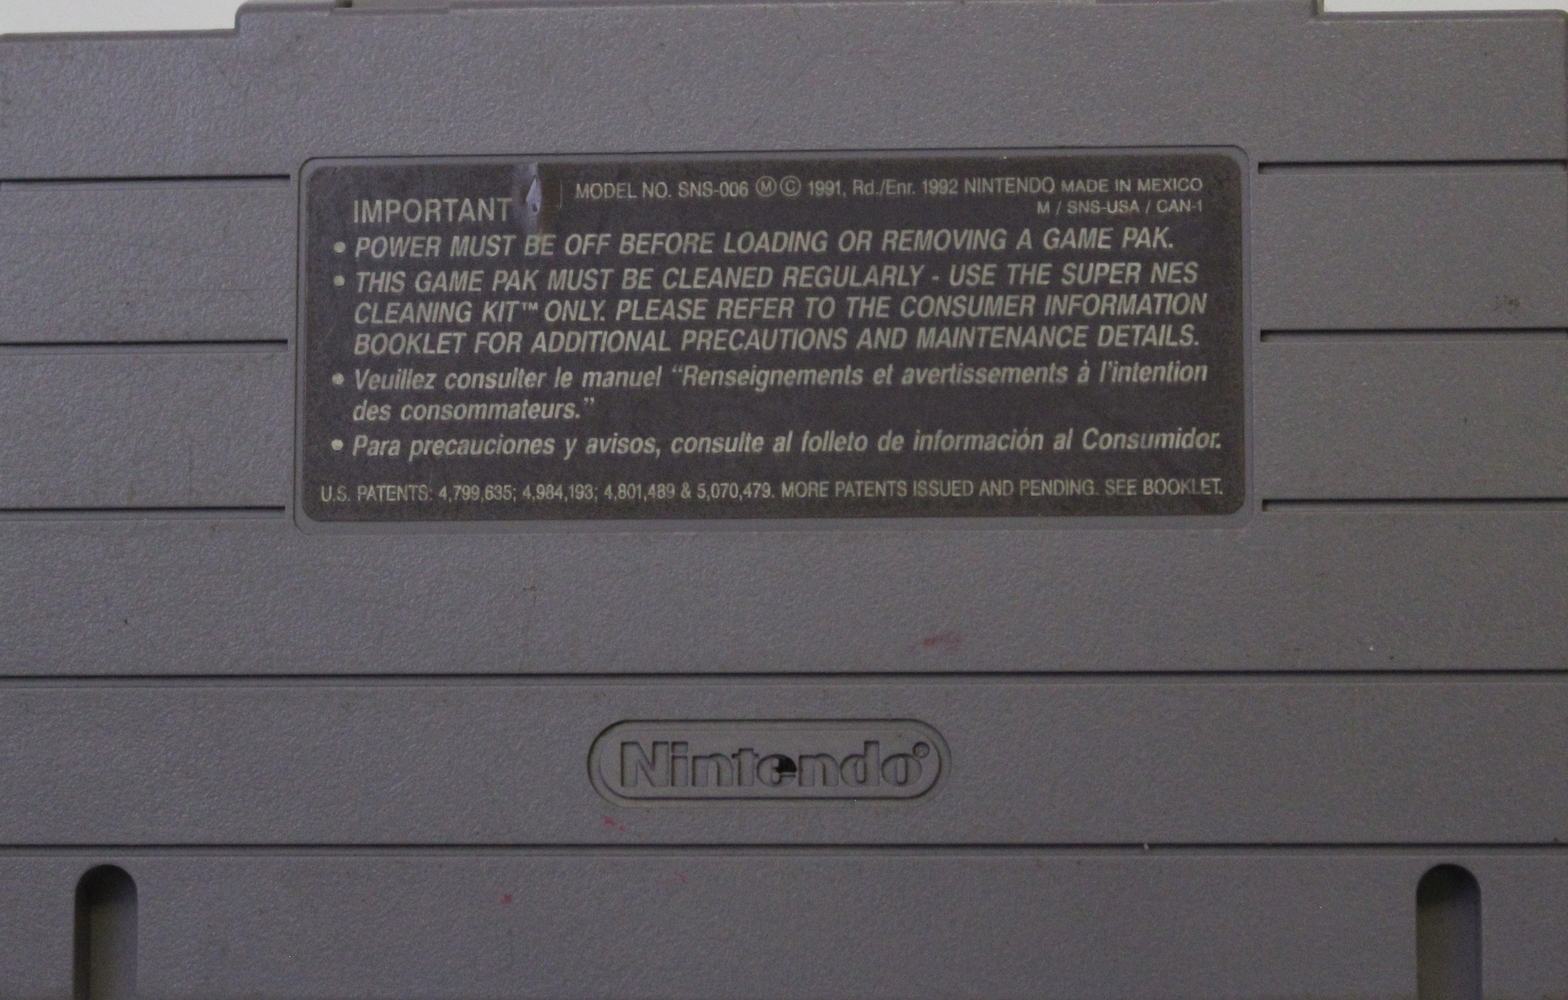 MODEL NO. SNS-006 Ⓜ© 1991, Rd./Enr. 1992 NINTENDO MADE IN MEXICO
IMPORTANT
M / SNS-USA / CAN-1
• POWER MUST BE OFF BEFORE LOADING OR REMOVING A GAME PAK.
• THIS GAME PAK MUST BE CLEANED REGULARLY - USE THE SUPER NES
CLEANING KIT™ ONLY. PLEASE REFER TO THE CONSUMER INFORMATION
BOOKLET FOR ADDITIONAL PRECAUTIONS AND MAINTENANCE DETAILS.
• Veuillez consulter le manuel "Renseignements et avertissements à l'intention
des consommateurs."
• Para precauciones y avisos, consulte al folleto de información al Consumidor.
U.S. PATENTS: 4,799,635; 4,984,193; 4,801,489 & 5,070,479. MORE PATENTS ISSUED AND PENDING. SEE BOOKLET.
Nintendo®